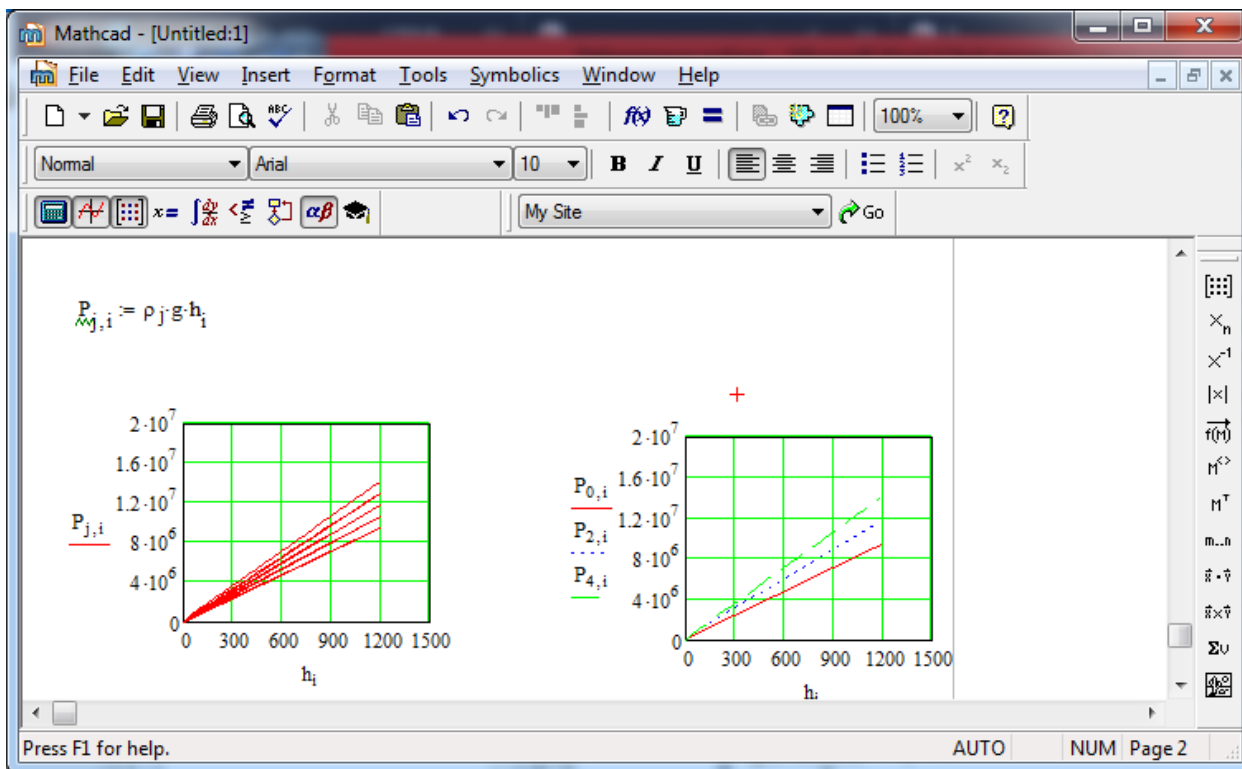 Mathcad - [Untitled:1]
File Edit View Insert Format Tools Symbolics Window Help
100%
Normal Arial 10 B I U
My Site Go
P j,i := ρ j·g·h i
2·10^7
1.6·10^7
1.2·10^7
8·10^6
4·10^6
0
P j,i
0 300 600 900 1200 1500
h i
2·10^7
1.6·10^7
1.2·10^7
8·10^6
4·10^6
0
P 0,i
P 2,i
P 4,i
0 300 600 900 1200 1500
h i
Press F1 for help. AUTO NUM Page 2